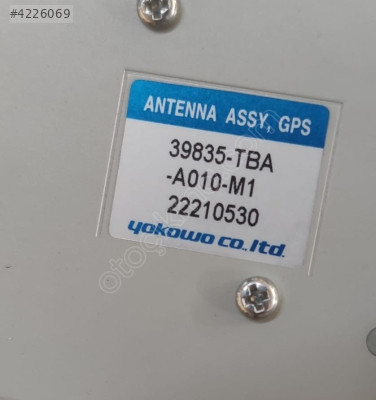 #4226069
ANTENNA ASSY, GPS
39835-TBA
-A010-M1
22210530
yokowo co.,ltd.